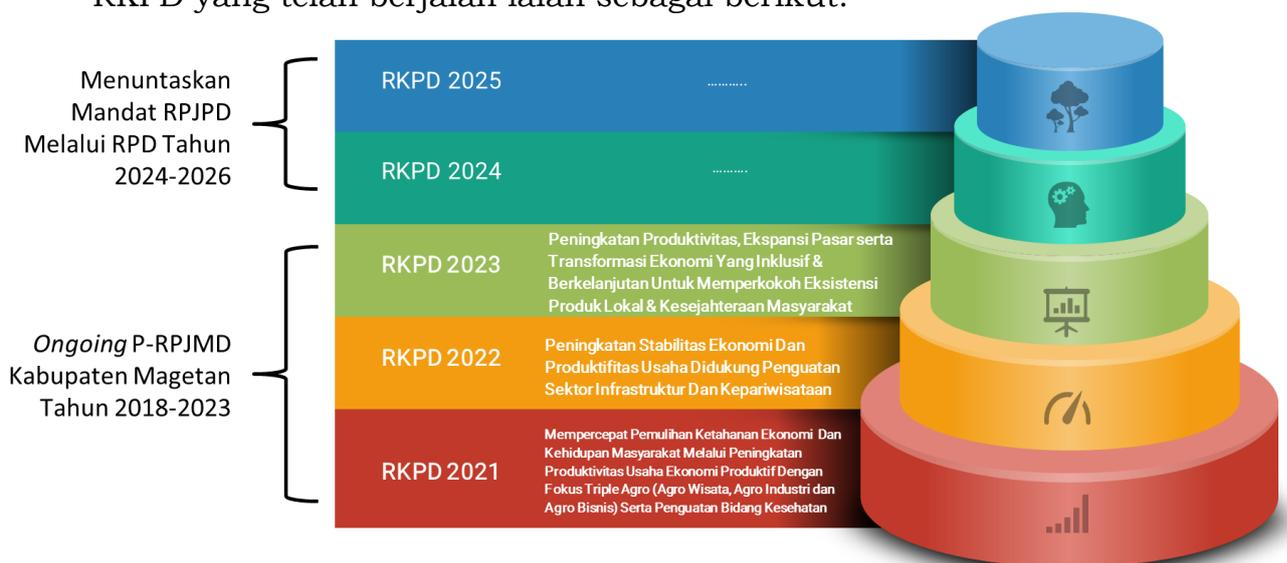 RKPD yang telah berjalan ialah sebagai berikut:
Menuntaskan
Mandat RPJPD
Melalui RPD Tahun
2024-2026
RKPD 2025
...........
RKPD 2024
..........
Ongoing P-RPJMD
Kabupaten Magetan
Tahun 2018-2023
RKPD 2023
Peningkatan Produktivitas, Ekspansi Pasar serta
Transformasi Ekonomi Yang Inklusif &
Berkelanjutan Untuk Memperkokoh Eksistensi
Produk Lokal & Kesejahteraan Masyarakat
RKPD 2022
Peningkatan Stabilitas Ekonomi Dan
Produktifitas Usaha Didukung Penguatan
Sektor Infrastruktur Dan Kepariwisataan
RKPD 2021
Mempercepat Pemulihan Ketahanan Ekonomi Dan
Kehidupan Masyarakat Melalui Peningkatan
Produktivitas Usaha Ekonomi Produktif Dengan
Fokus Triple Agro (Agro Wisata, Agro Industri dan
Agro Bisnis) Serta Penguatan Bidang Kesehatan